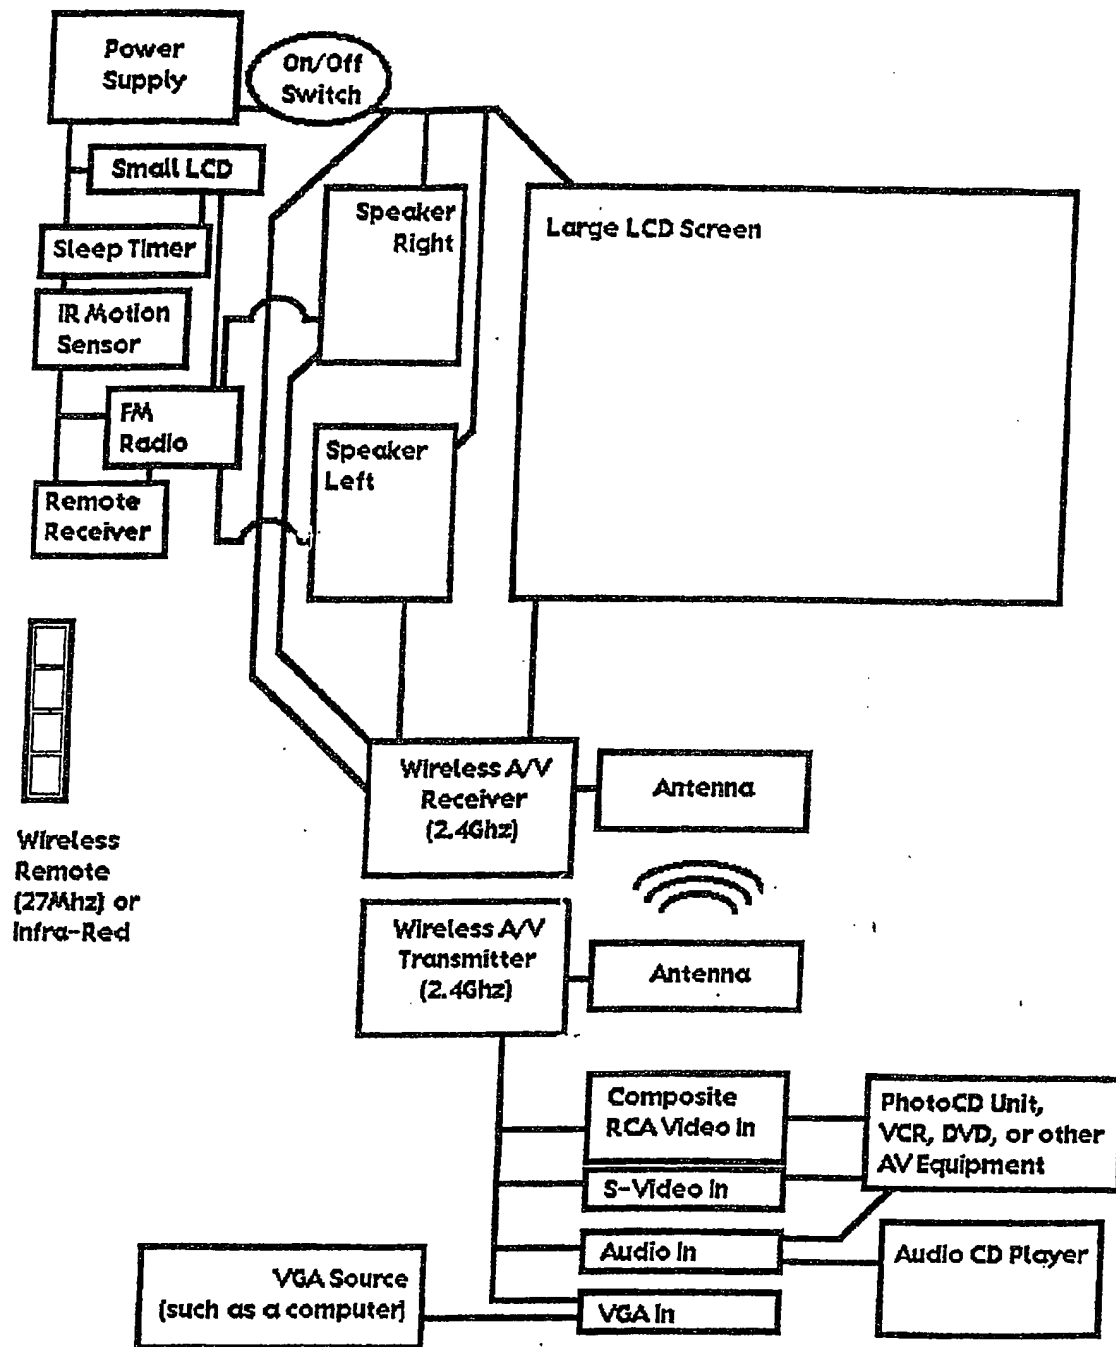 Power
Supply
On/Off
Switch
Small LCD
Sleep Timer
IR Motion
Sensor
FM
Radio
Remote
Receiver
Speaker
Right
Speaker
Left
Large LCD Screen
Wireless
Remote
(27Mhz) or
Infra-Red
Wireless A/V
Receiver
(2.4Ghz)
Antenna
Wireless A/V
Transmitter
(2.4Ghz)
Antenna
Composite
RCA Video In
S-Video In
Audio In
VGA In
PhotoCD Unit,
VCR, DVD, or other
AV Equipment
Audio CD Player
VGA Source
(such as a computer)